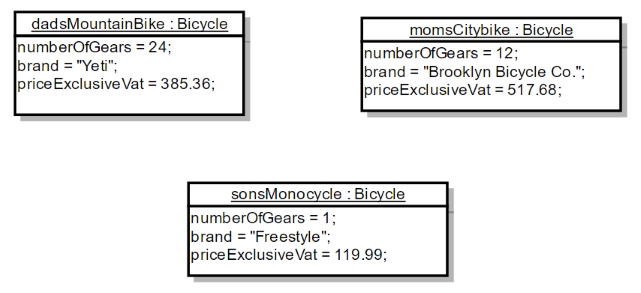 dadsMountainBike : Bicycle
numberOfGears = 24;
brand = "Yeti";
priceExclusiveVat = 385.36;
momsCitybike : Bicycle
numberOfGears = 12;
brand = "Brooklyn Bicycle Co.";
priceExclusiveVat = 517.68;
sonsMonocycle : Bicycle
numberOfGears = 1;
brand = "Freestyle";
priceExclusiveVat = 119.99;